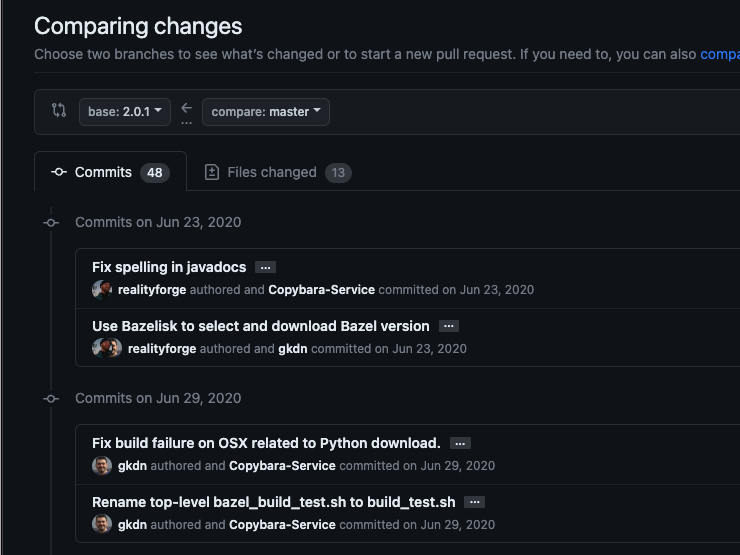 Comparing changes
Choose two branches to see what's changed or to start a new pull request. If you need to, you can also
base: 2.0.1 ... compare: master
Commits 48 Files changed 13
Commits on Jun 23, 2020
Fix spelling in javadocs ...
realityforge authored and Copybara-Service committed on Jun 23, 2020
Use Bazelisk to select and download Bazel version ...
realityforge authored and gkdn committed on Jun 23, 2020
Commits on Jun 29, 2020
Fix build failure on OSX related to Python download. ...
gkdn authored and Copybara-Service committed on Jun 29, 2020
Rename top-level bazel_build_test.sh to build_test.sh ...
gkdn authored and Copybara-Service committed on Jun 29, 2020